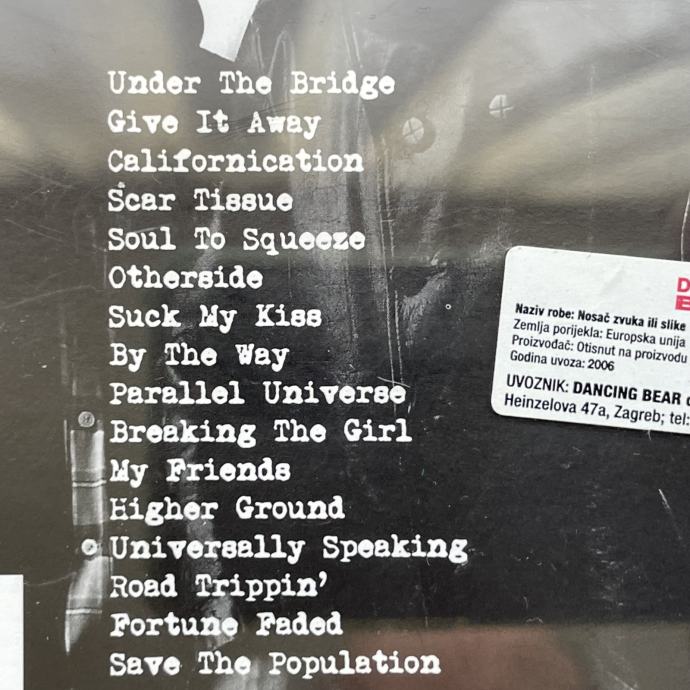 Under The Bridge
Give It Away
Californication
Scar Tissue
Soul To Squeeze
Otherside
Suck My Kiss
By The Way
Parallel Universe
Breaking The Girl
My Friends
Higher Ground
Universally Speaking
Road Trippin'
Fortune Faded
Save The Population
D
E
Naziv robe: Nosač zvuka ili slike
Zemlja porijekla: Europska unija
Proizvođač: Otisnut na proizvodu
Godina uvoza: 2006
UVOZNIK: DANCING BEAR
Heinzelova 47a, Zagreb; tel: